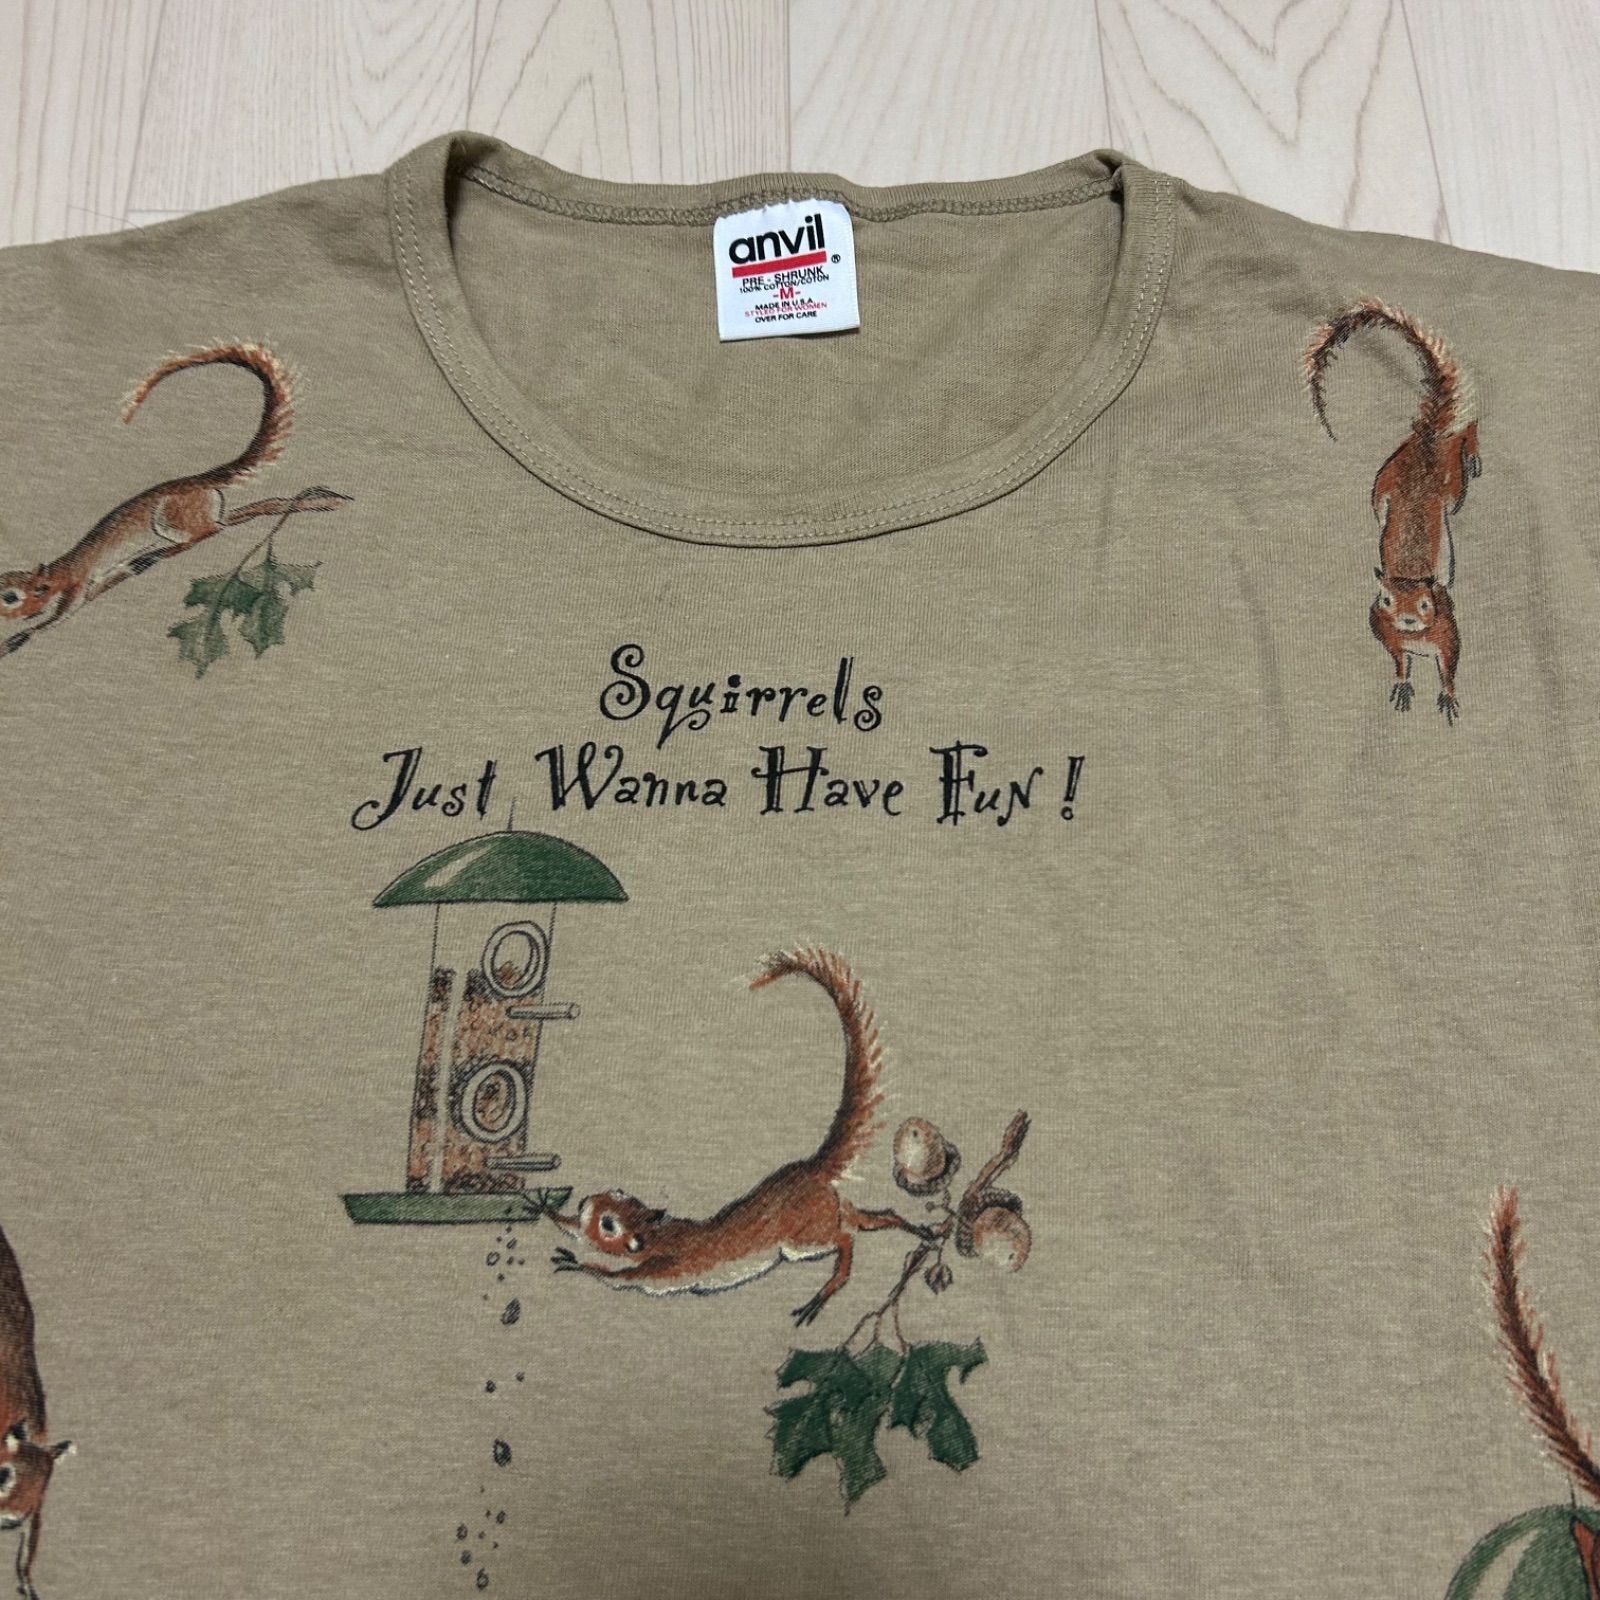 anvil®
PRE - SHRUNK
100% COTTON/COTON
-M-
MADE IN U.S.A.
STYLED FOR WOMEN
OVER FOR CARE
Squirrels
Just Wanna Have Fun!